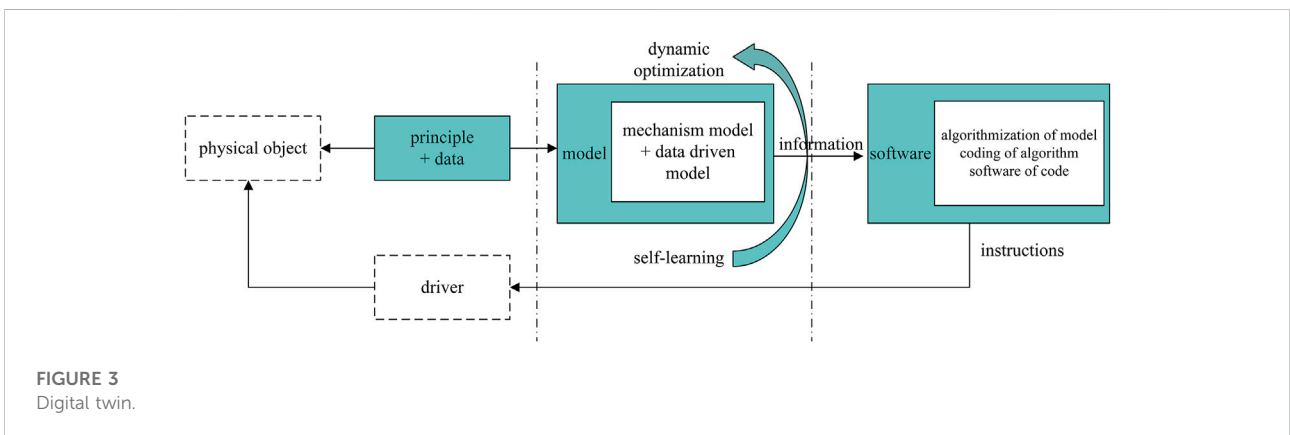 dynamic
optimization
physical object
principle
+ data
model
mechanism model
+ data driven
model
information
software
algorithmization of model
coding of algorithm
software of code
self-learning
instructions
driver
FIGURE 3
Digital twin.